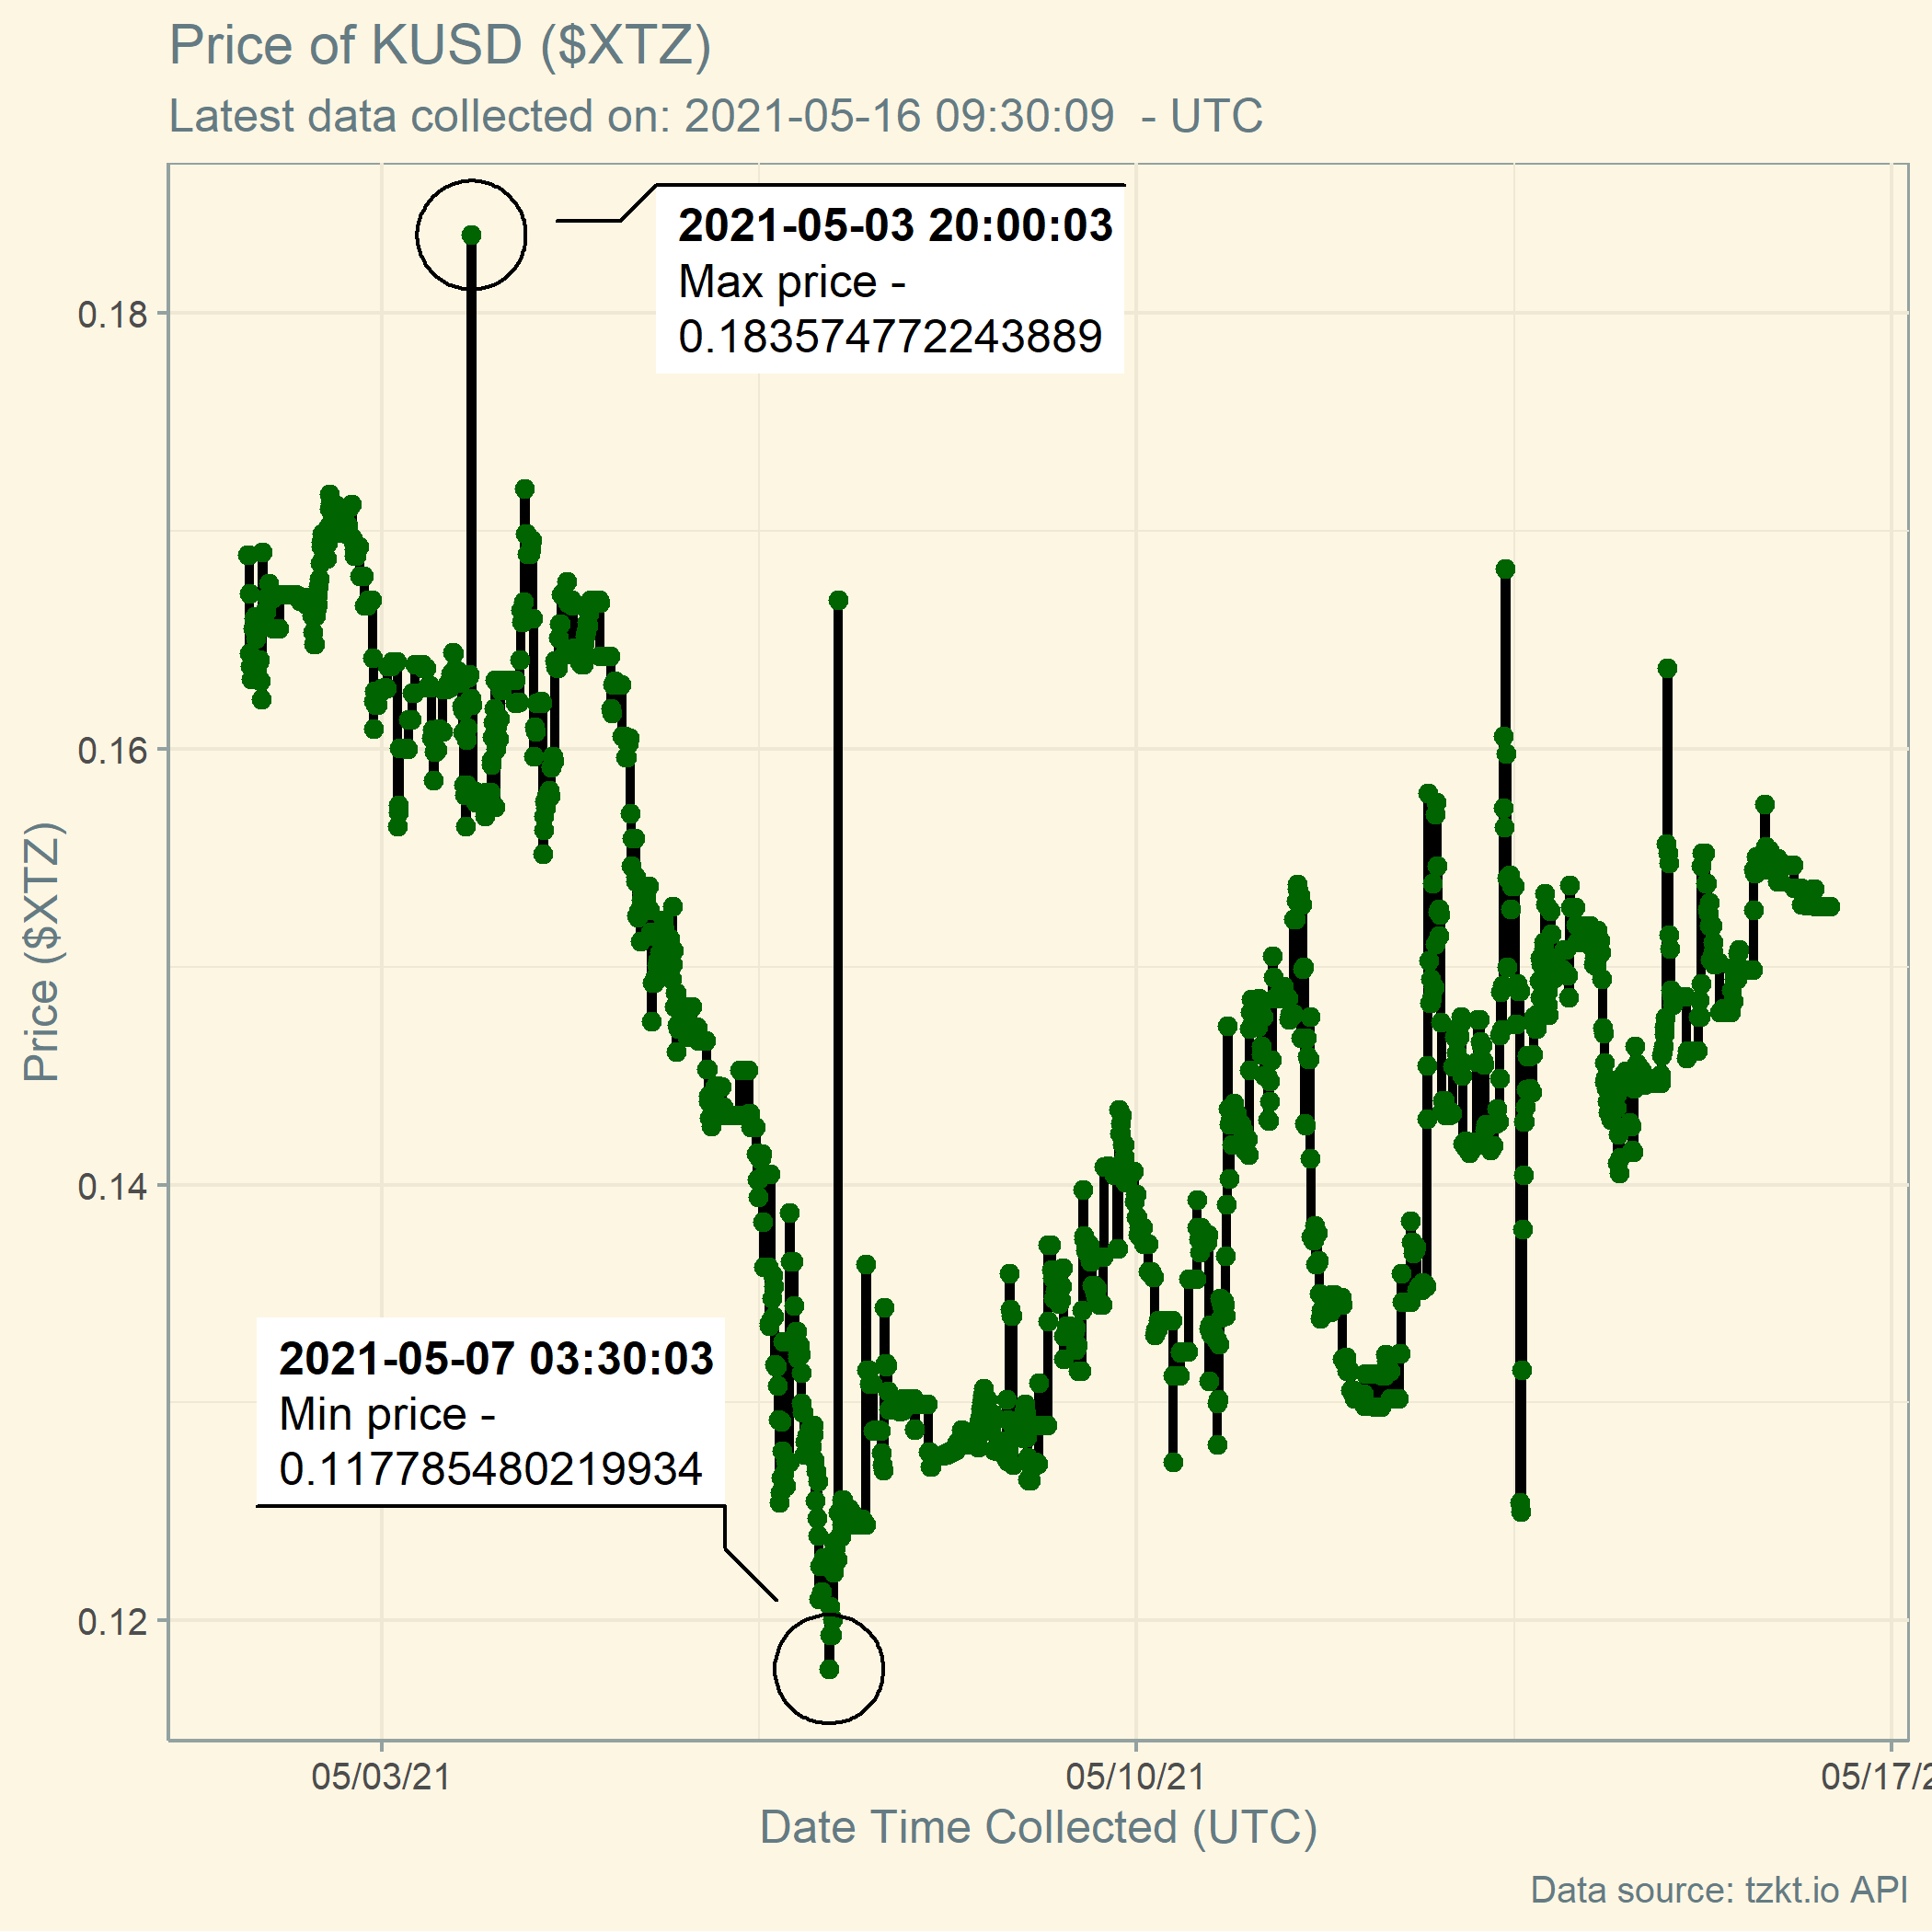 Price of KUSD ($XTZ)
Latest data collected on: 2021-05-16 09:30:09  - UTC
2021-05-03 20:00:03
Max price -
0.183574772243889
0.18
0.16
0.14
0.12
Price ($XTZ)
2021-05-07 03:30:03
Min price -
0.117785480219934
05/03/21
05/10/21
05/17/2
Date Time Collected (UTC)
Data source: tzkt.io API